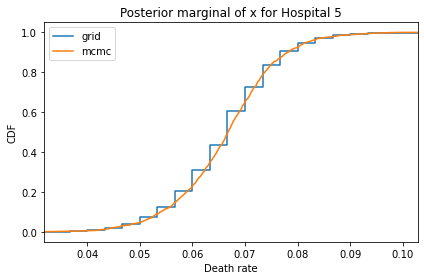 Posterior marginal of x for Hospital 5
grid
mcmc
CDF
1.0
0.8
0.6
0.4
0.2
0.0
0.04 0.05 0.06 0.07 0.08 0.09 0.10
Death rate